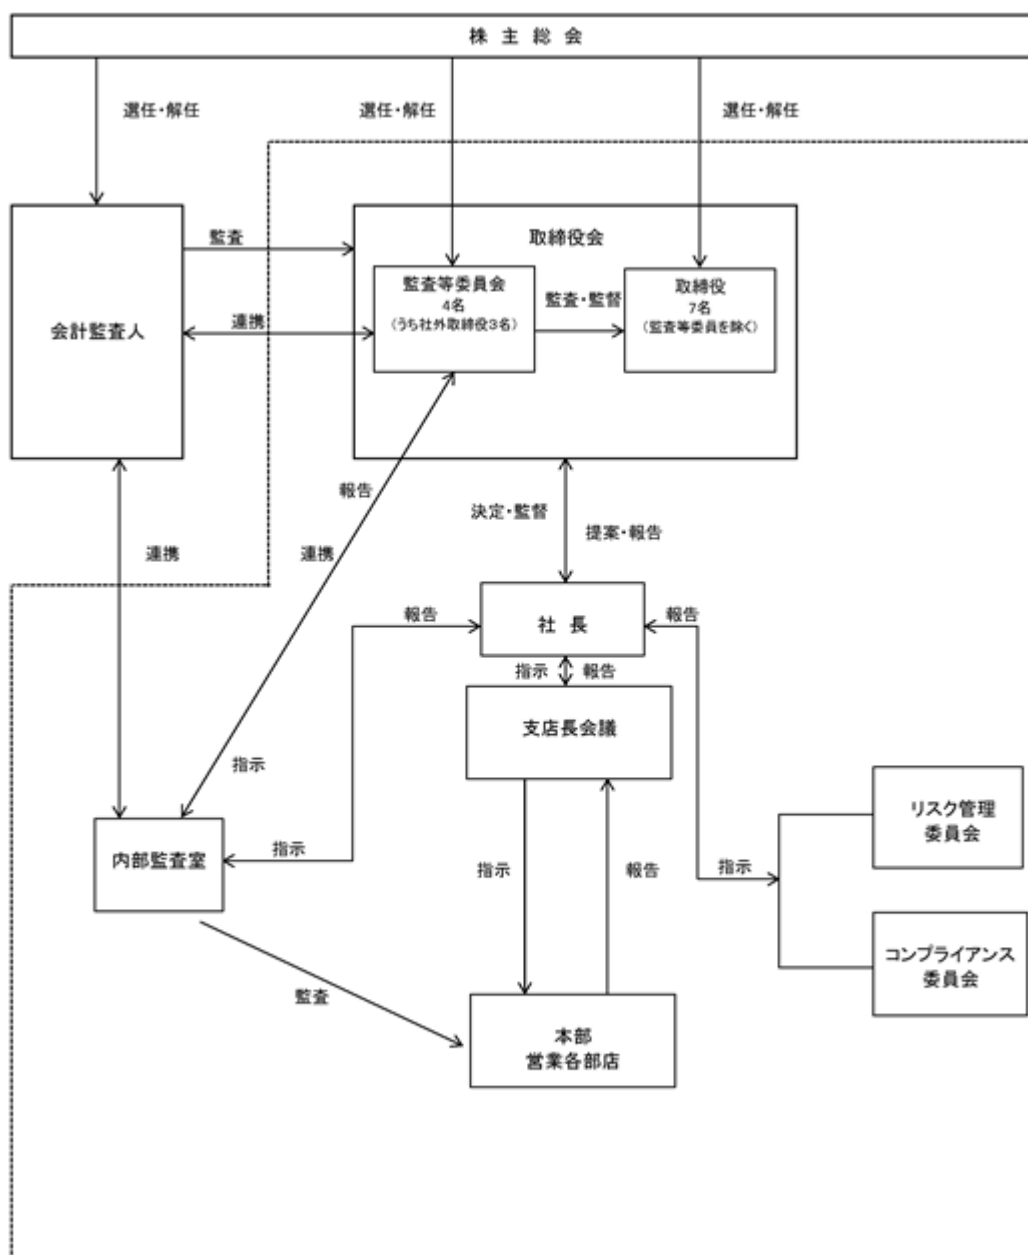 株 主 総 会
選任・解任
選任・解任
選任・解任
監査
取締役会
会計監査人
連携
監査等委員会
4名
(うち社外取締役3名)
監査・監督
取締役
7名
(監査等委員を除く)
報告
連携
決定・監督
提案・報告
連携
報告
社 長
報告
指示
報告
支店長会議
指示
リスク管理
委員会
内部監査室
指示
指示
報告
指示
コンプライアンス
委員会
監査
本部
営業各部店